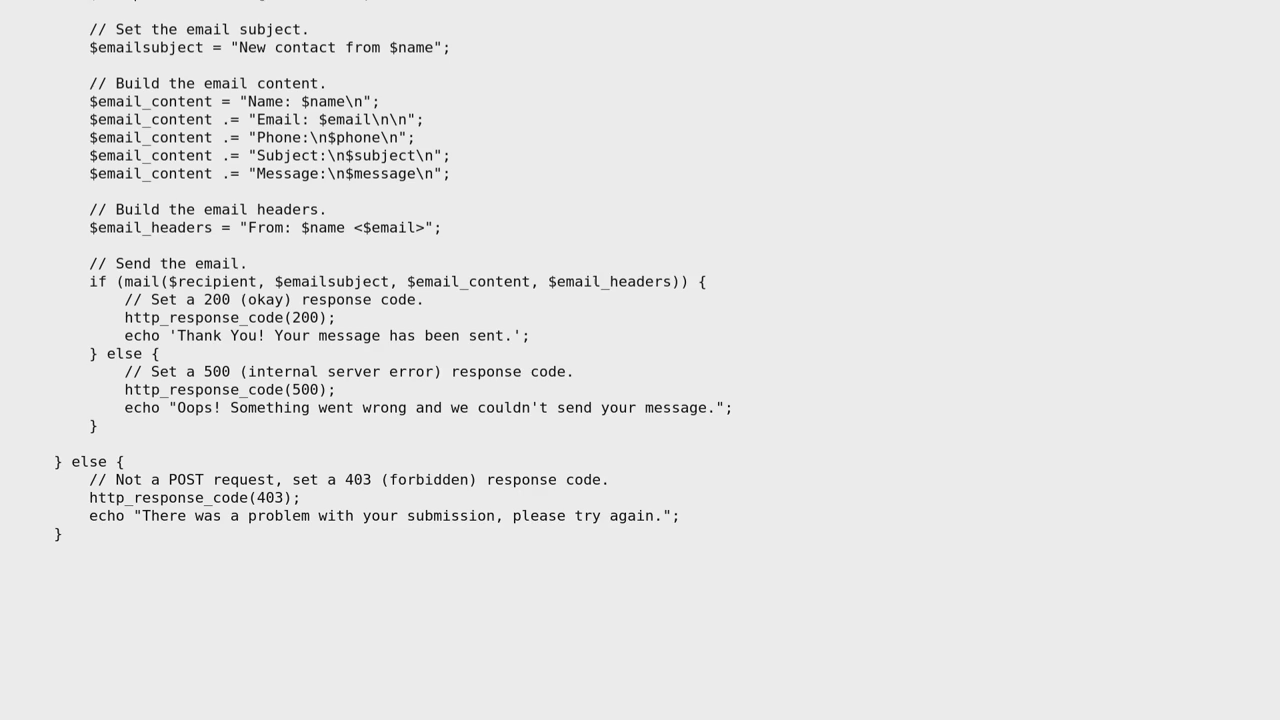 // Set the email subject.
$emailsubject = "New contact from $name";
// Build the email content.
$email_content = "Name: $name\n";
$email_content .= "Email: $email\n\n";
$email_content .= "Phone:\n$phone\n";
$email_content .= "Subject:\n$subject\n";
$email_content .= "Message:\n$message\n";
// Build the email headers.
$email_headers = "From: $name <$email>";
// Send the email.
if (mail($recipient, $emailsubject, $email_content, $email_headers)) {
// Set a 200 (okay) response code.
http_response_code(200);
echo 'Thank You! Your message has been sent.';
} else {
// Set a 500 (internal server error) response code.
http_response_code(500);
echo "Oops! Something went wrong and we couldn't send your message.";
}
} else {
// Not a POST request, set a 403 (forbidden) response code.
http_response_code(403);
echo "There was a problem with your submission, please try again.";
}